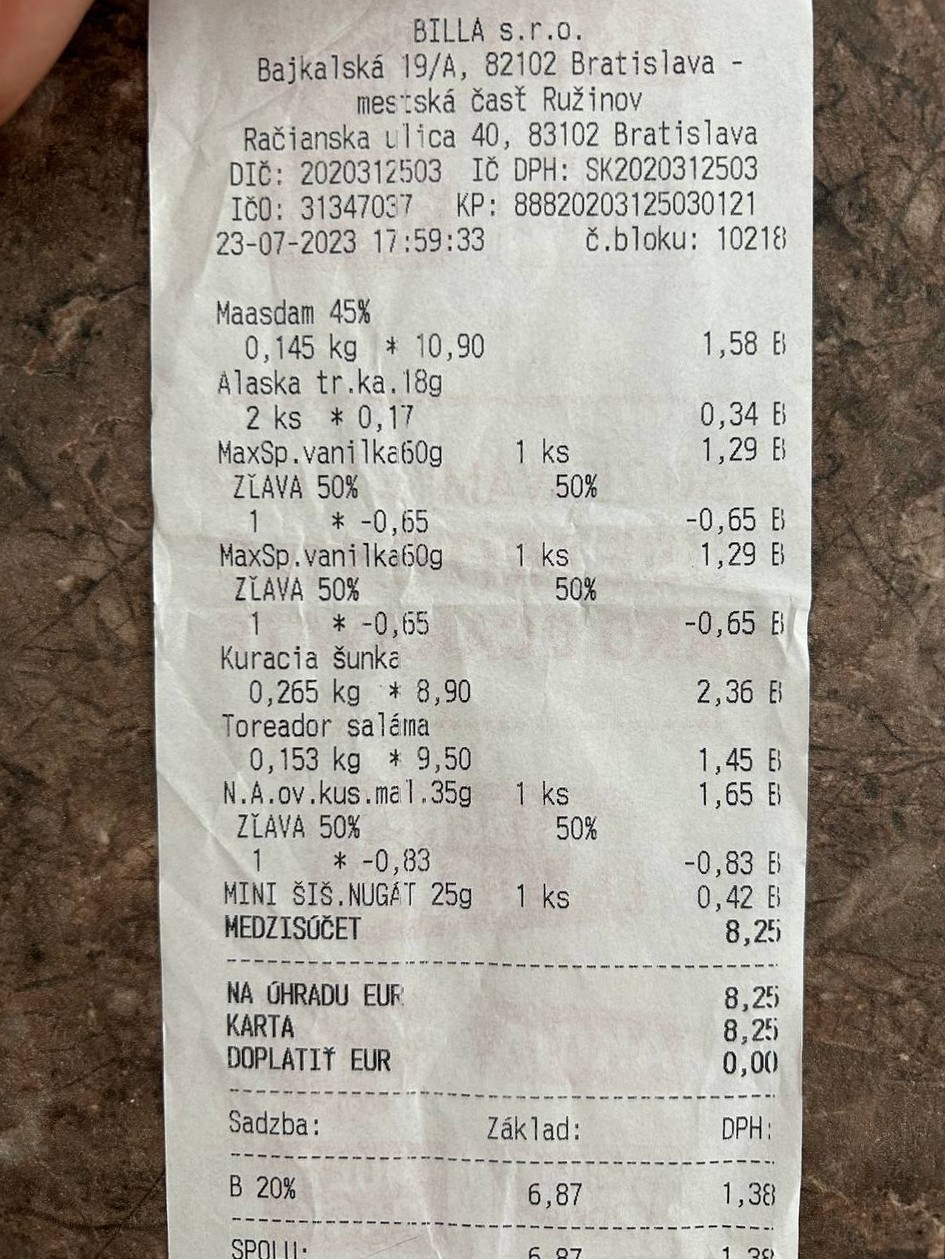 BILLA s.r.o.
Bajkalská 19/A, 82102 Bratislava -
mestská časť Ružinov
Račianska ulica 40, 83102 Bratislava
DIČ: 2020312503 IČ DPH: SK2020312503
IČO: 31347037 KP: 88820203125030121
23-07-2023 17:59:33 č.bloku: 10218
Maasdam 45%
0,145 kg * 10,90 1,58 B
Alaska tr.ka.18g
2 ks * 0,17 0,34 B
MaxSp.vanilka60g 1 ks 1,29 B
ZĽAVA 50% 50%
1 * -0,65 -0,65 B
MaxSp.vanilka60g 1 ks 1,29 B
ZĽAVA 50% 50%
1 * -0,65 -0,65 B
Kuracia šunka
0,265 kg * 8,90 2,36 B
Toreador saláma
0,153 kg * 9,50 1,45 B
N.A.ov.kus.mal.35g 1 ks 1,65 B
ZĽAVA 50% 50%
1 * -0,83 -0,83 B
MINI ŠIŠ.NUGÁT 25g 1 ks 0,42 B
MEDZISÚČET 8,25
NA ÚHRADU EUR 8,25
KARTA 8,25
DOPLATIŤ EUR 0,00
Sadzba: Základ: DPH:
B 20% 6,87 1,38
SPOLU: 6,87 1,38